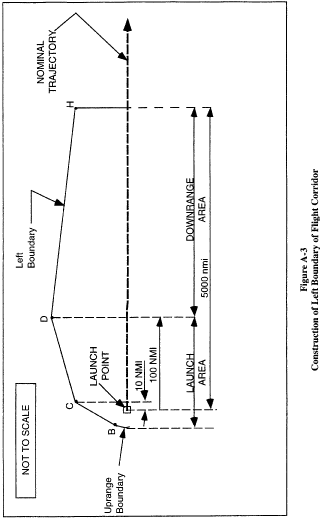 NOT TO SCALE
Uprange
Boundary
B
C
D
H
Left
Boundary
NOMINAL
TRAJECTORY
LAUNCH
POINT
10 NMI
100 NMI
LAUNCH
AREA
DOWNRANGE
AREA
5000 nmi
Figure A-3
Construction of Left Boundary of Flight Corridor